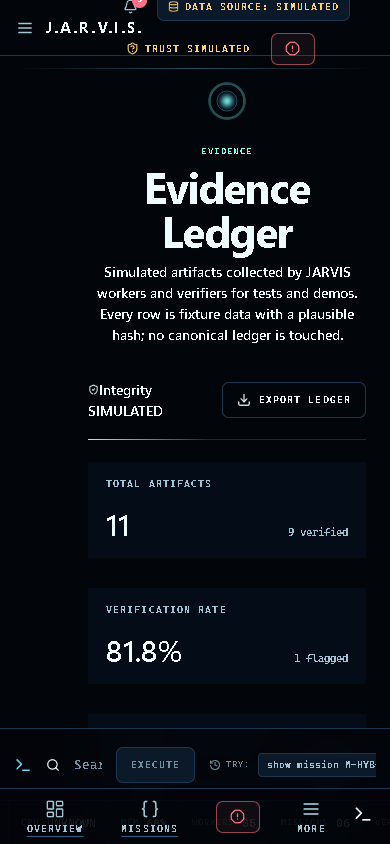 DATA SOURCE: SIMULATED
J.A.R.V.I.S.
TRUST SIMULATED
EVIDENCE
Evidence
Ledger
Simulated artifacts collected by JARVIS
workers and verifiers for tests and demos.
Every row is fixture data with a plausible
hash; no canonical ledger is touched.
Integrity
SIMULATED
EXPORT LEDGER
TOTAL ARTIFACTS
11
9 verified
VERIFICATION RATE
81.8%
1 flagged
Sear
EXECUTE
TRY:
show mission M-HYB
OVERVIEW
MISSIONS
MORE